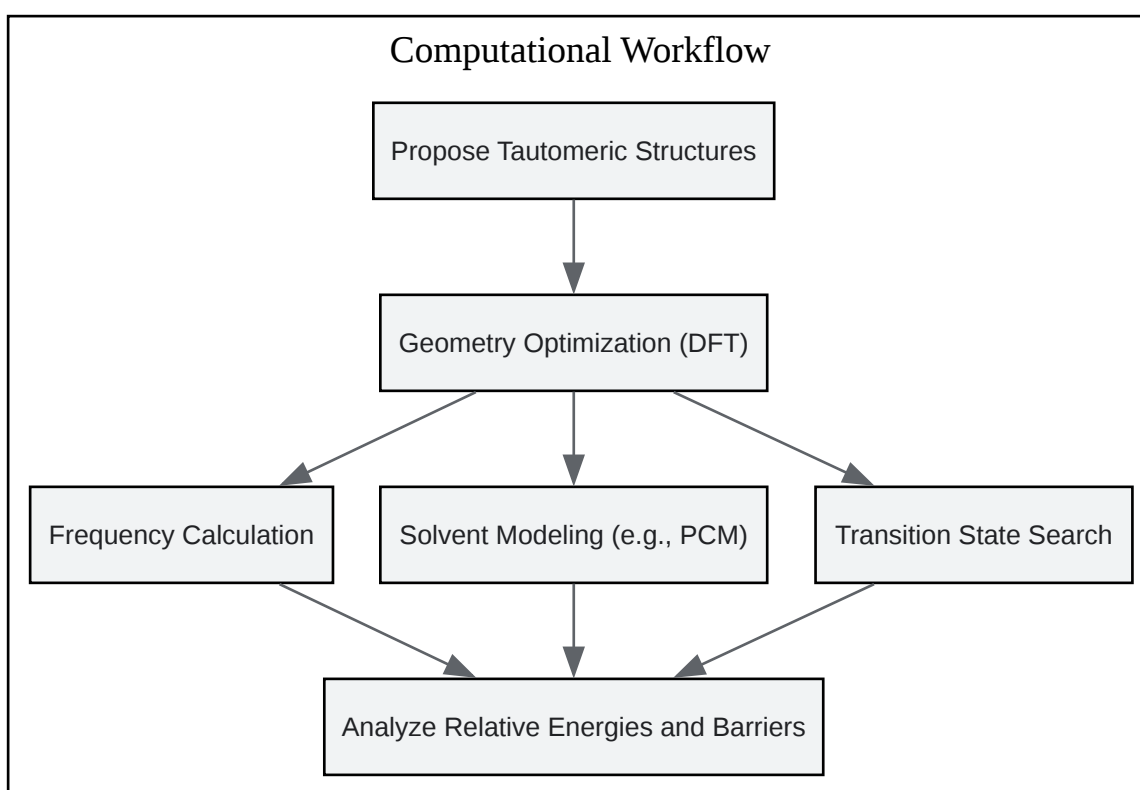 Computational Workflow
Propose Tautomeric Structures
Geometry Optimization (DFT)
Frequency Calculation
Solvent Modeling (e.g., PCM)
Transition State Search
Analyze Relative Energies and Barriers